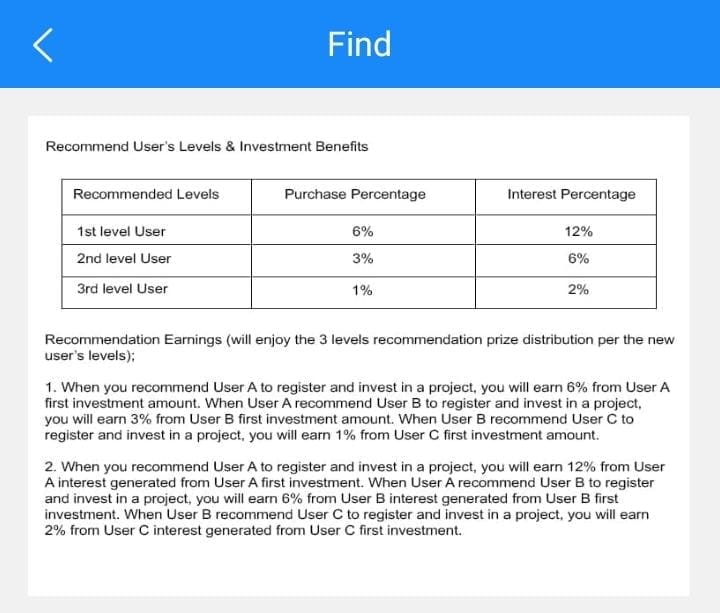 Find
Recommend User's Levels & Investment Benefits
Recommended Levels Purchase Percentage Interest Percentage
1st level User 6% 12%
2nd level User 3% 6%
3rd level User 1% 2%
Recommendation Earnings (will enjoy the 3 levels recommendation prize distribution per the new
user's levels);
1. When you recommend User A to register and invest in a project, you will earn 6% from User A
first investment amount. When User A recommend User B to register and invest in a project,
you will earn 3% from User B first investment amount. When User B recommend User C to
register and invest in a project, you will earn 1% from User C first investment amount.
2. When you recommend User A to register and invest in a project, you will earn 12% from User
A interest generated from User A first investment. When User A recommend User B to register
and invest in a project, you will earn 6% from User B interest generated from User B first
investment. When User B recommend User C to register and invest in a project, you will earn
2% from User C interest generated from User C first investment.